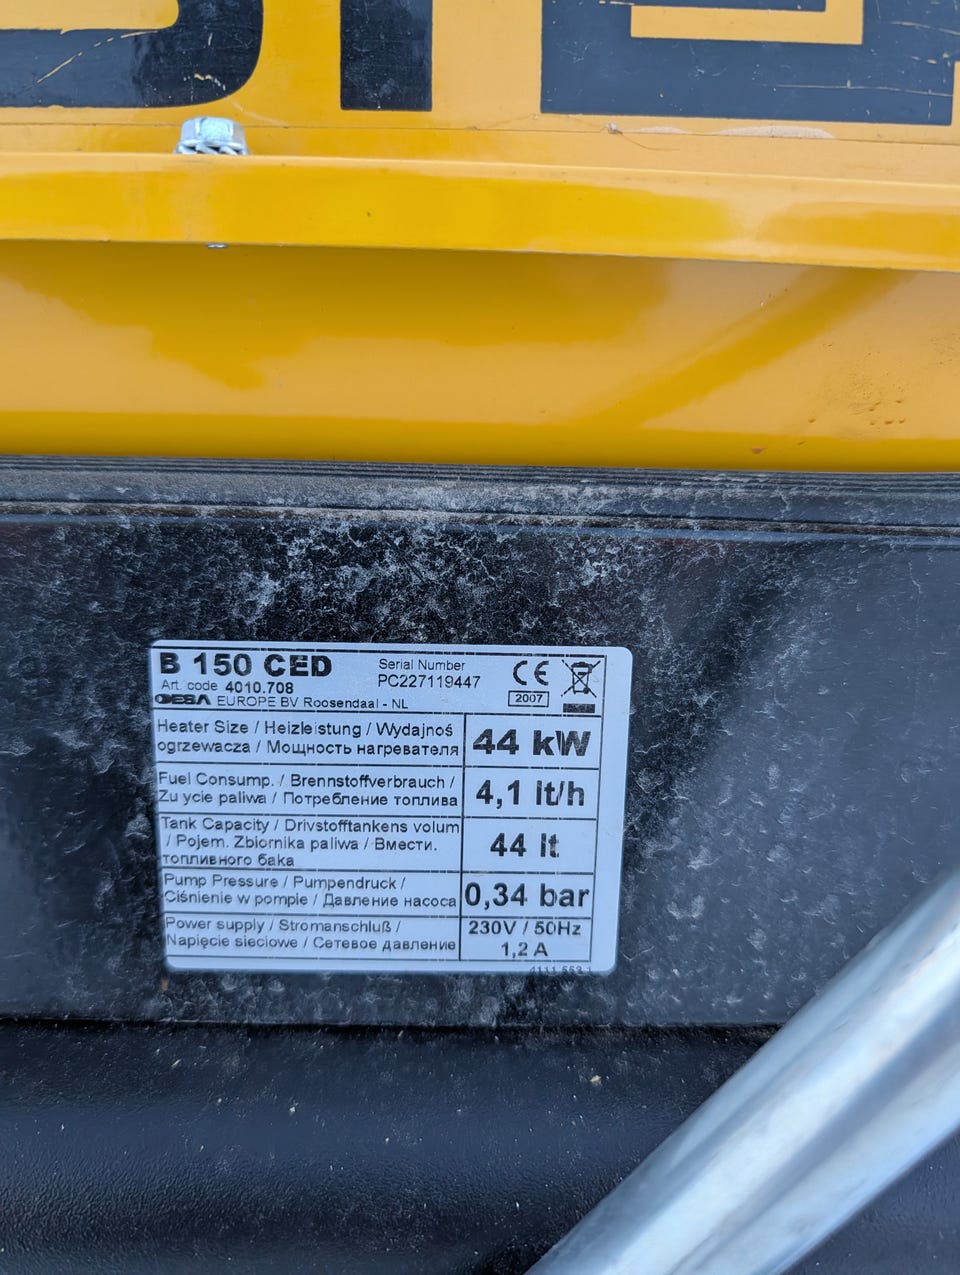 B 150 CED
Art. code 4010.708
DESA EUROPE BV Roosendaal - NL
Serial Number
PC227119447
CE
2007
Heater Size / Heizleistung / Wydajnoś
ogrzewacza / Мощность нагревателя
44 kW
Fuel Consump. / Brennstoffverbrauch /
Zu ycie paliwa / Потребление топлива
4,1 lt/h
Tank Capacity / Drivstofftankens volum
/ Pojem. Zbiornika paliwa / Вмести.
топливного бака
44 lt
Pump Pressure / Pumpendruck /
Ciśnienie w pompie / Давление насоса
0,34 bar
Power supply / Stromanschluß /
Napięcie sieciowe / Сетевое давление
230V / 50Hz
1,2 A